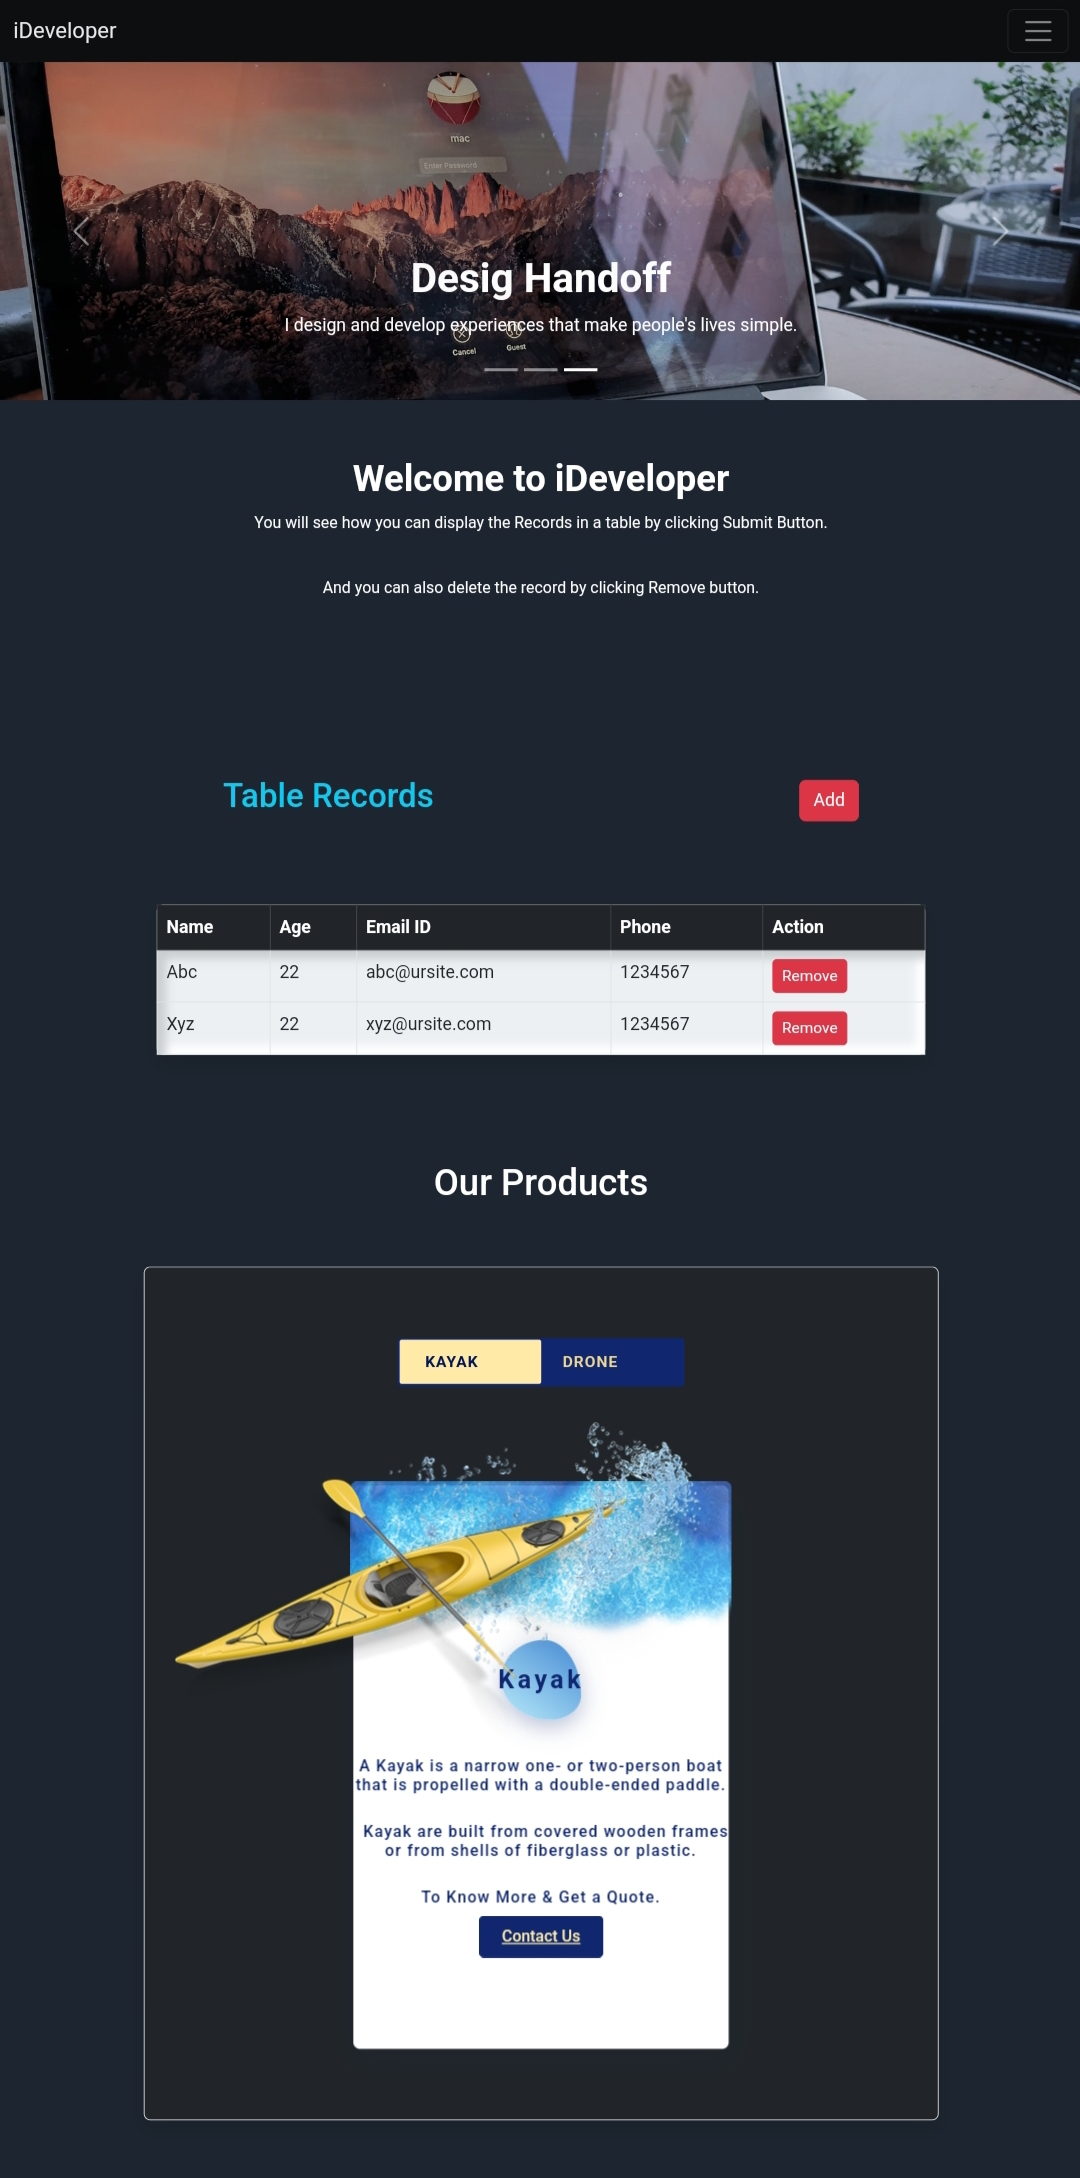 iDeveloper
mac
Enter Password
Desig Handoff
I design and develop experiences that make people's lives simple.
Cancel
Guest
Welcome to iDeveloper
You will see how you can display the Records in a table by clicking Submit Button.
And you can also delete the record by clicking Remove button.
Table Records
Add
Name Age Email ID Phone Action
Abc 22 abc@ursite.com 1234567 Remove
Xyz 22 xyz@ursite.com 1234567 Remove
Our Products
KAYAK DRONE
Kayak
A Kayak is a narrow one- or two-person boat
that is propelled with a double-ended paddle.
Kayak are built from covered wooden frames
or from shells of fiberglass or plastic.
To Know More & Get a Quote.
Contact Us